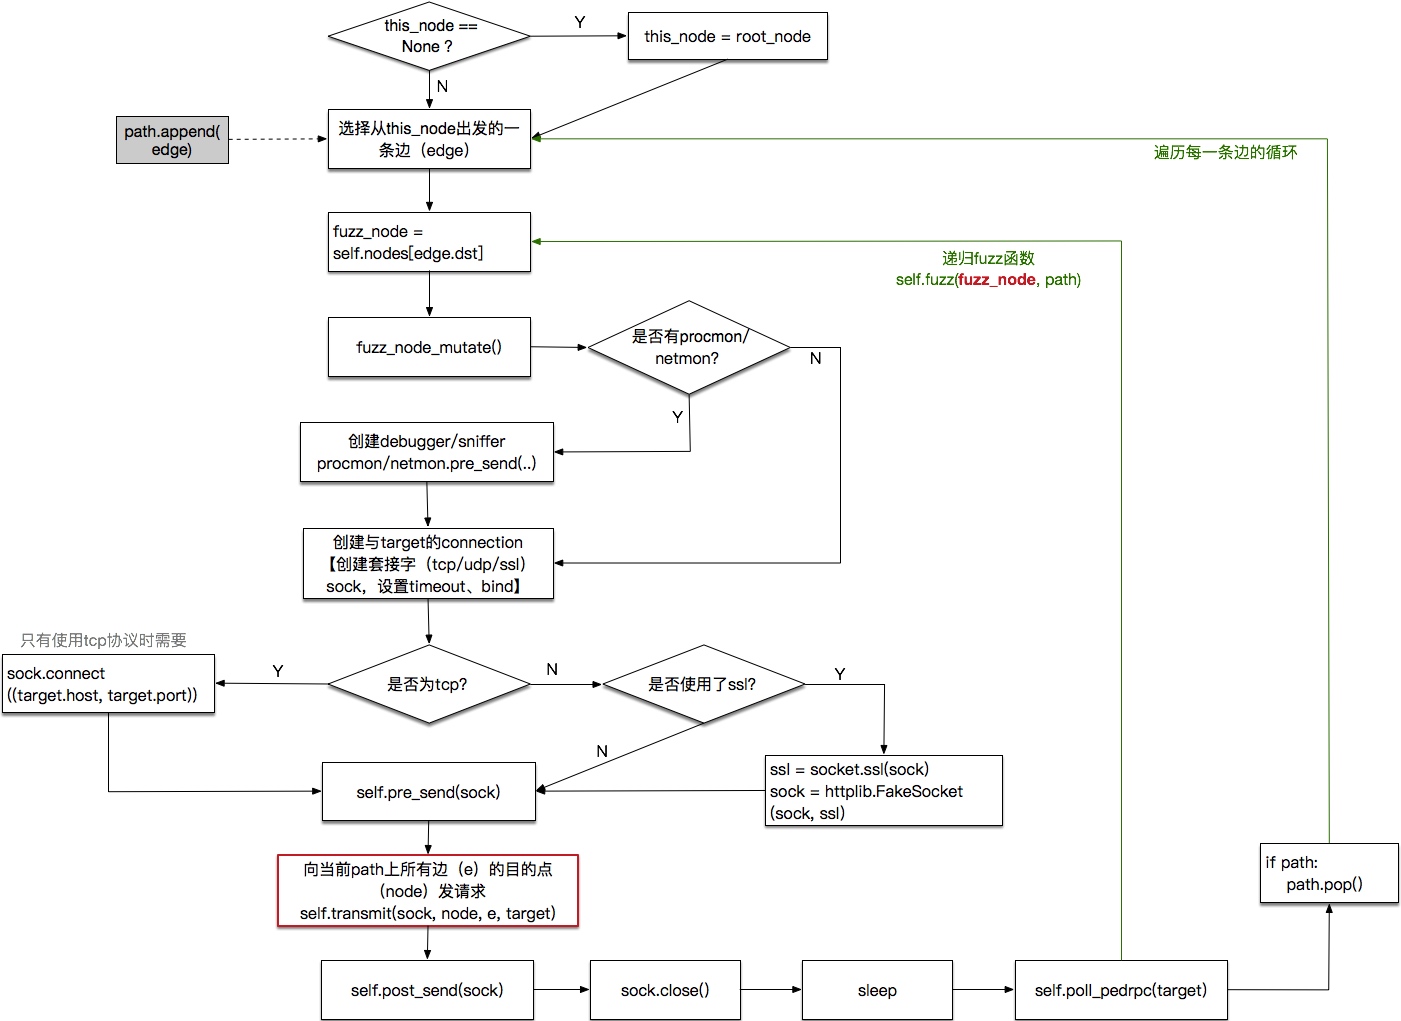 this_node ==
None ?
Y
this_node = root_node
N
path.append(
edge)
选择从this_node出发的一
条边（edge）
遍历每一条边的循环
fuzz_node =
self.nodes[edge.dst]
递归fuzz函数
self.fuzz(fuzz_node, path)
fuzz_node_mutate()
是否有procmon/
netmon?
N
Y
创建debugger/sniffer
procmon/netmon.pre_send(..)
创建与target的connection
【创建套接字（tcp/udp/ssl）
sock，设置timeout、bind】
只有使用tcp协议时需要
sock.connect
((target.host, target.port))
Y
是否为tcp?
N
是否使用了ssl?
Y
N
ssl = socket.ssl(sock)
sock = httplib.FakeSocket
(sock, ssl)
self.pre_send(sock)
向当前path上所有边（e）的目的点
（node）发请求
self.transmit(sock, node, e, target)
if path:
path.pop()
self.post_send(sock)
sock.close()
sleep
self.poll_pedrpc(target)